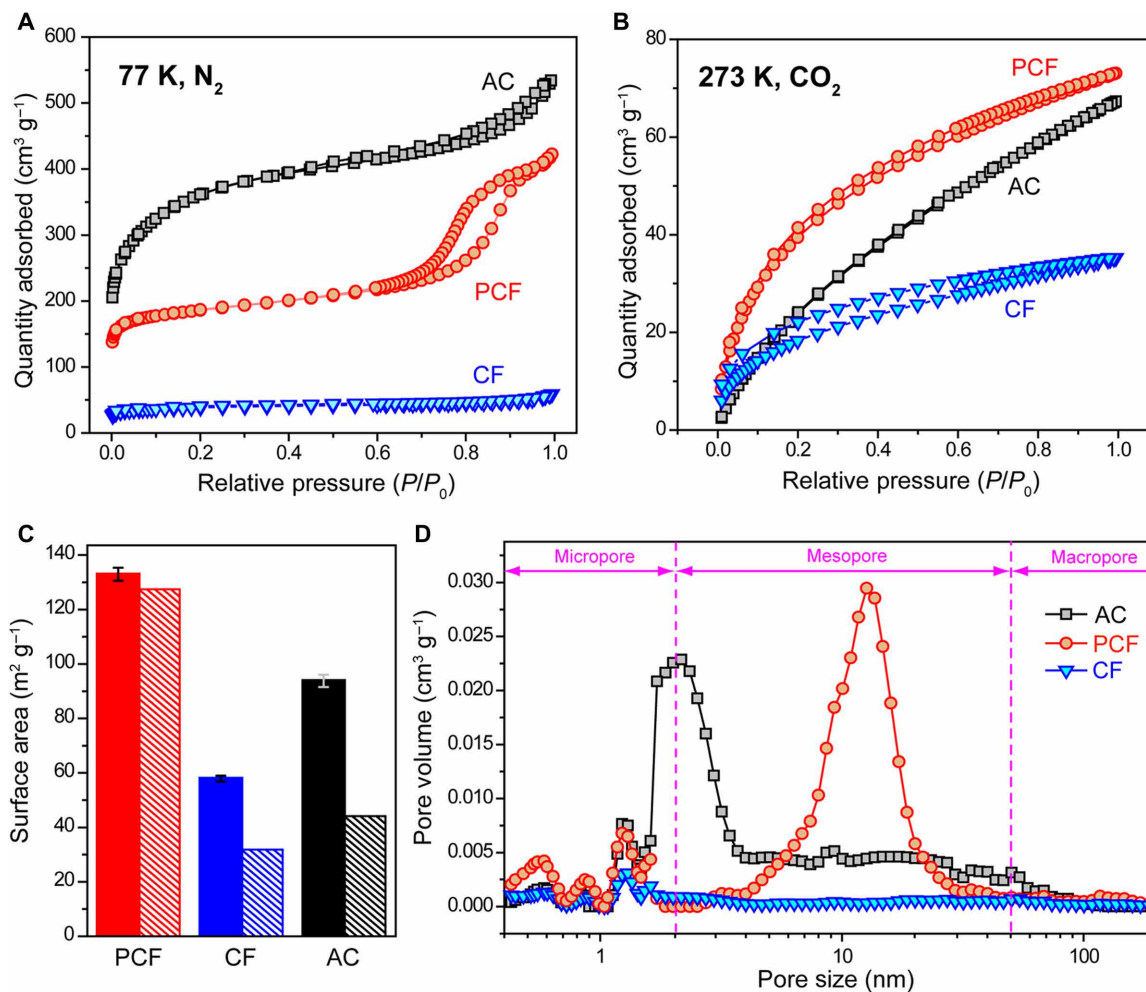 A
77 K, N₂
AC
PCF
CF
Quantity adsorbed (cm³ g⁻¹)
600
500
400
300
200
100
0
0.0 0.2 0.4 0.6 0.8 1.0
Relative pressure (P/P₀)
B
273 K, CO₂
PCF
AC
CF
Quantity adsorbed (cm³ g⁻¹)
80
60
40
20
0
0.0 0.2 0.4 0.6 0.8 1.0
Relative pressure (P/P₀)
C
Surface area (m² g⁻¹)
140
120
100
80
60
40
20
0
PCF CF AC
D
Micropore Mesopore Macropore
AC
PCF
CF
Pore volume (cm³ g⁻¹)
0.030
0.025
0.020
0.015
0.010
0.005
0.000
1 10 100
Pore size (nm)